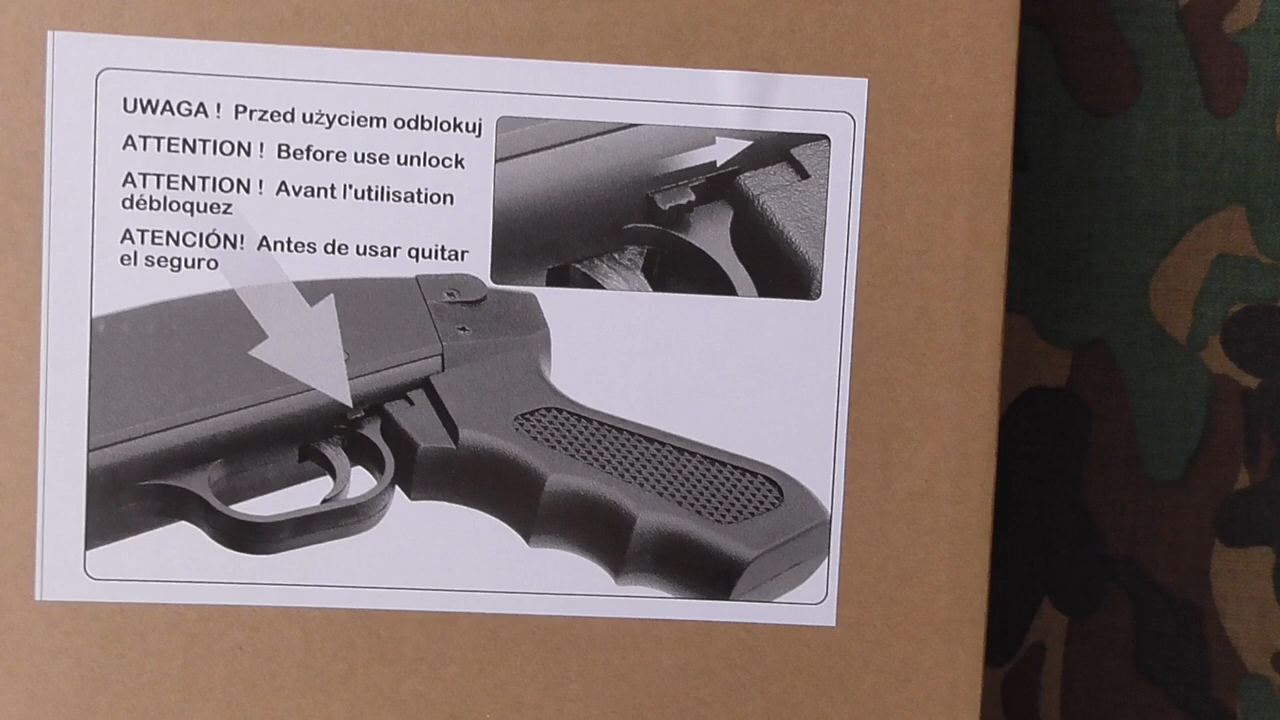 UWAGA ! Przed użyciem odblokuj
ATTENTION ! Before use unlock
ATTENTION ! Avant l'utilisation
débloquez
ATENCIÓN! Antes de usar quitar
el seguro